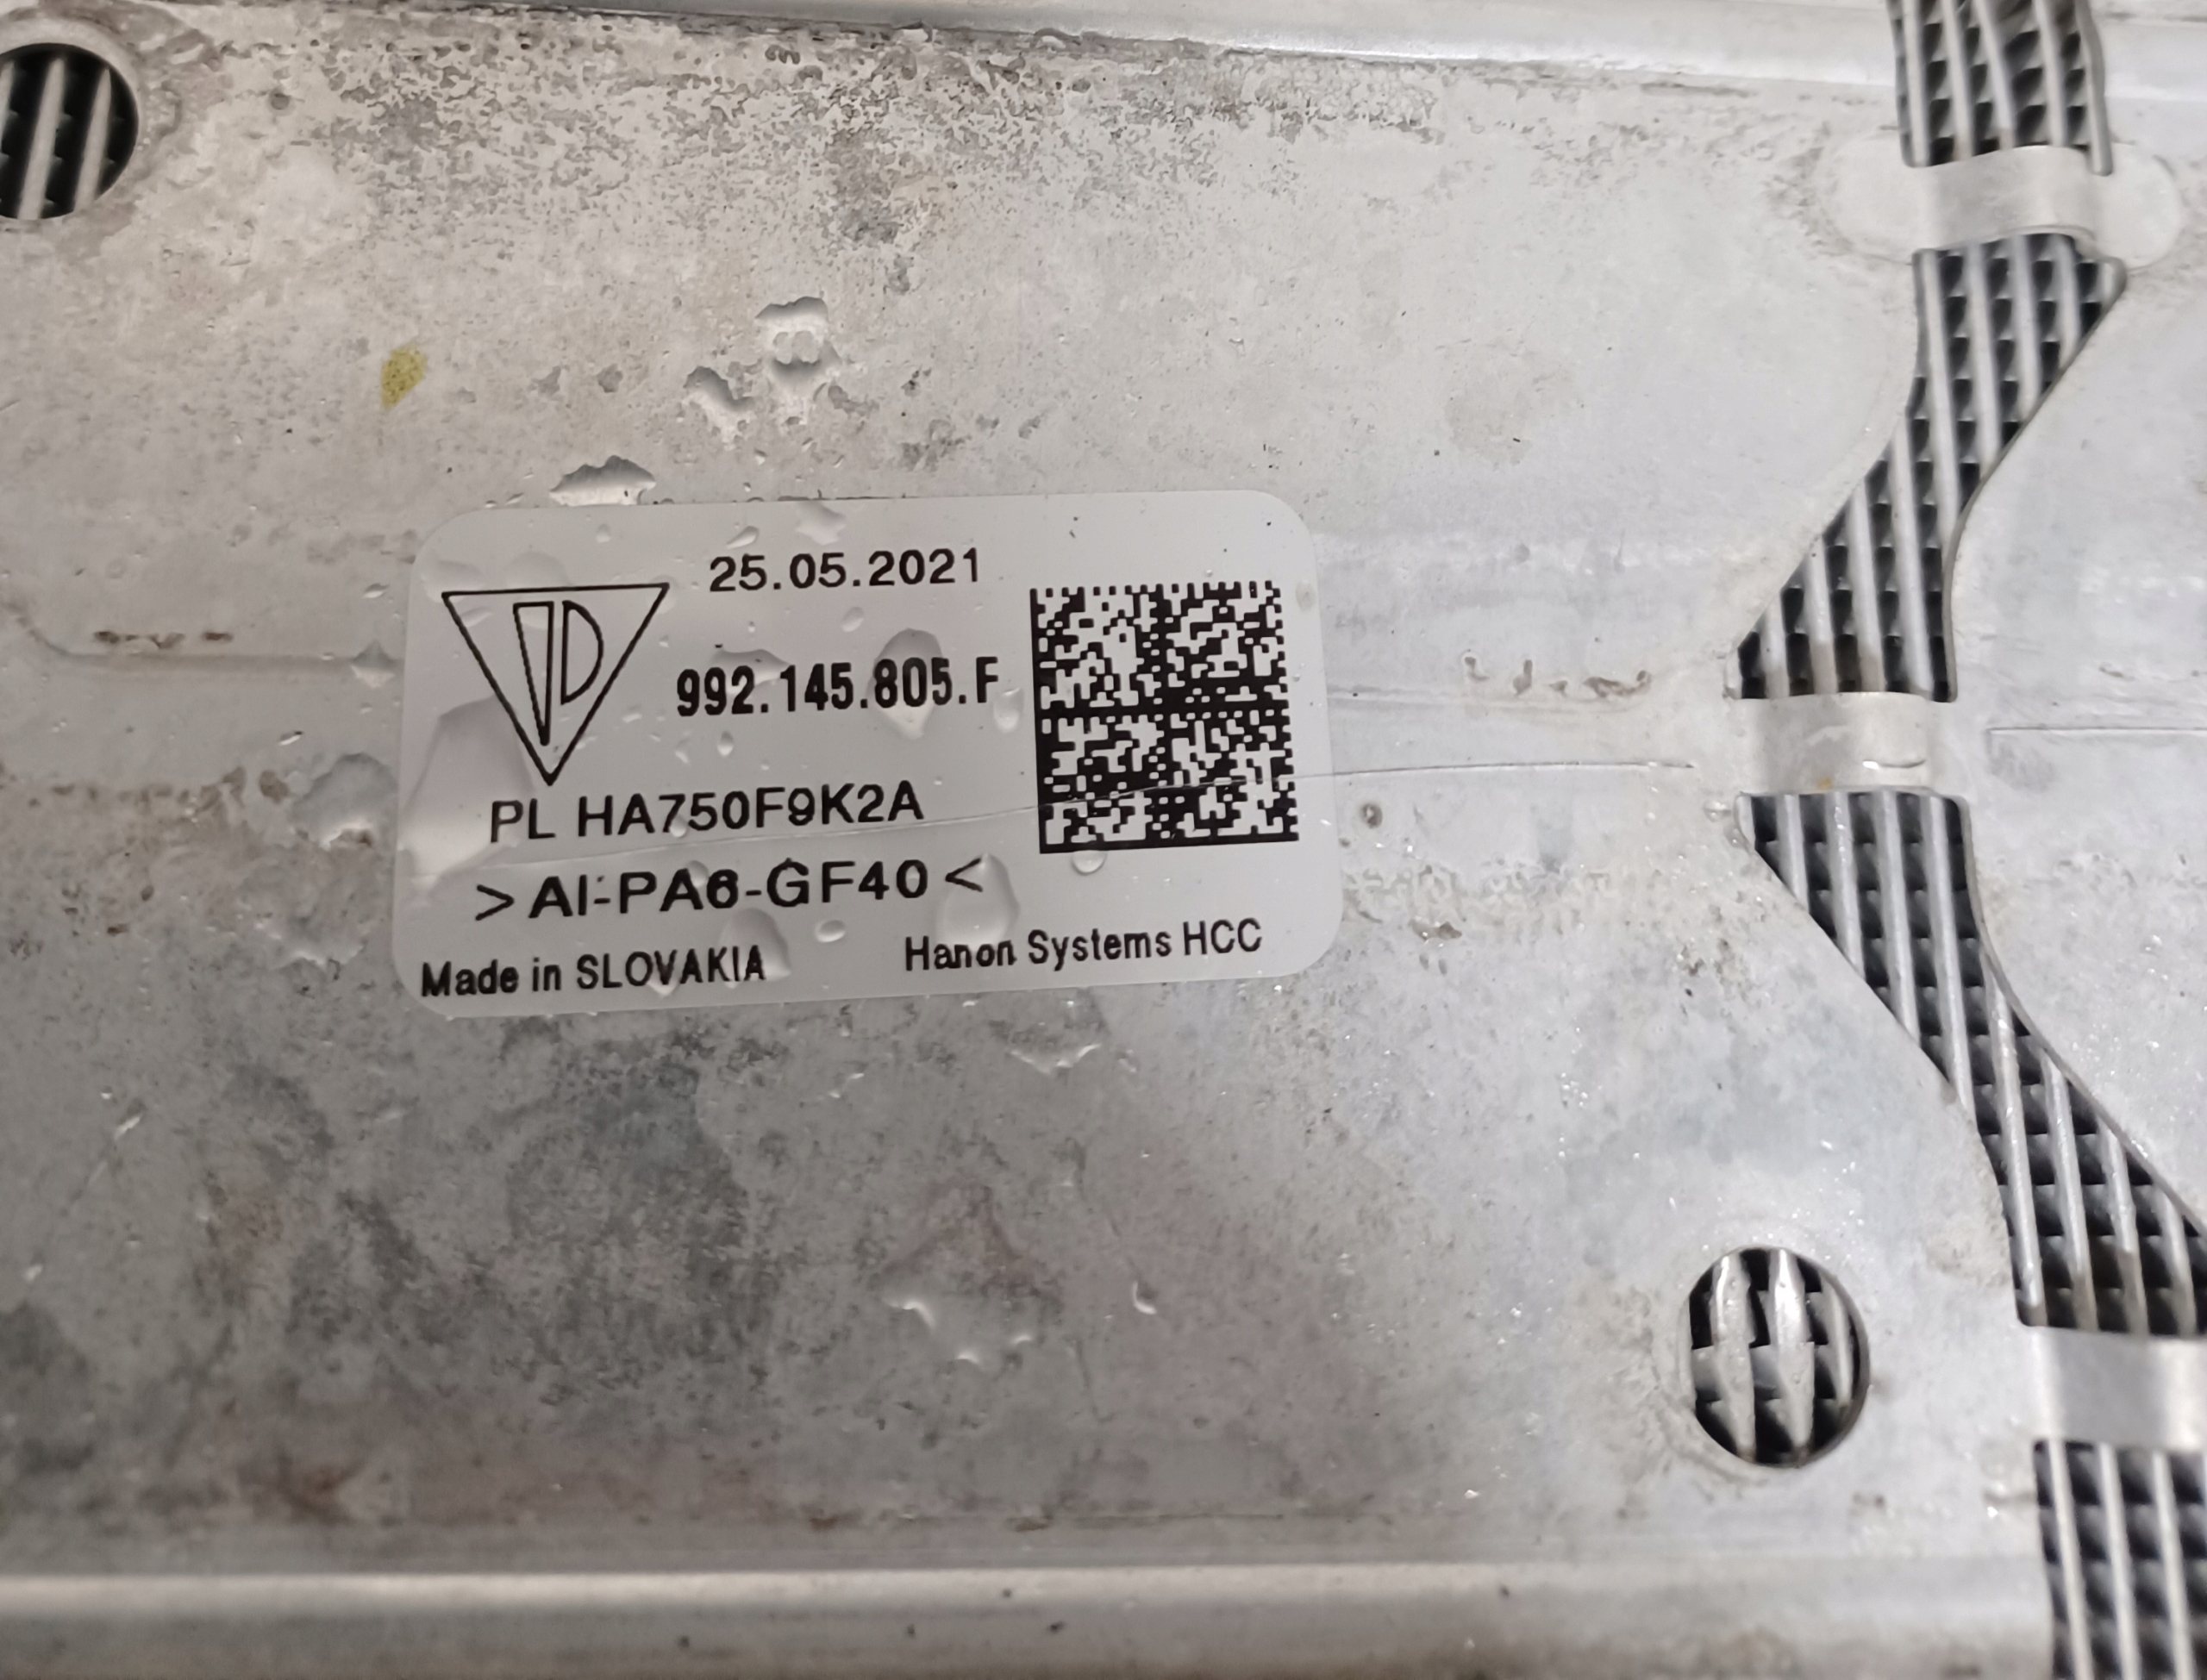 25.05.2021
992.145.805.F
PL HA750F9K2A
>Al-PA6-GF40<
Made in SLOVAKIA
Hanon Systems HCC